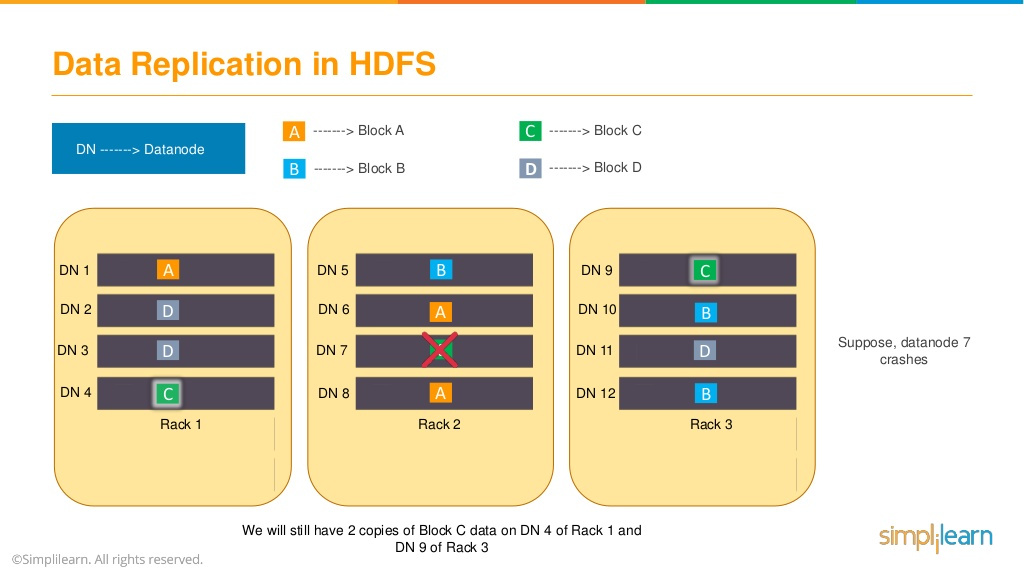 Data Replication in HDFS
DN -------> Datanode
A -------> Block A
C -------> Block C
B -------> Block B
D -------> Block D
DN 1 A
DN 2 D
DN 3 D
DN 4 C
Rack 1
DN 5 B
DN 6 A
DN 7
DN 8 A
Rack 2
DN 9 C
DN 10 B
DN 11 D
DN 12 B
Rack 3
Suppose, datanode 7
crashes
We will still have 2 copies of Block C data on DN 4 of Rack 1 and
DN 9 of Rack 3
©Simplilearn. All rights reserved.
simplilearn